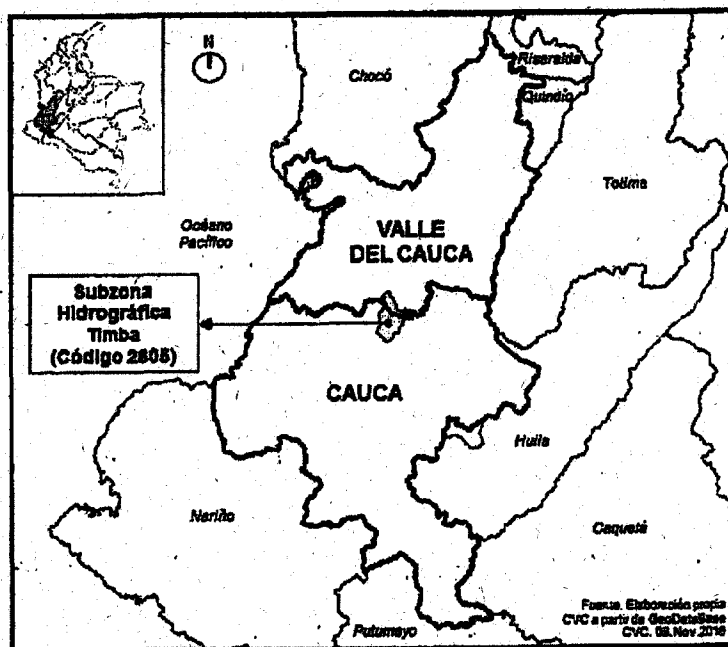 N
Chocó
Risaralda
Quindío
Tolima
Océano
Pacífico
VALLE
DEL CAUCA
Subzona
Hidrográfica
Timba
(Código 2605)
CAUCA
Huila
Nariño
Caquetá
Putumayo
Fuente. Elaboración propia
CVC a partir de GeoDataBase
CVC. 08.Nov.2019